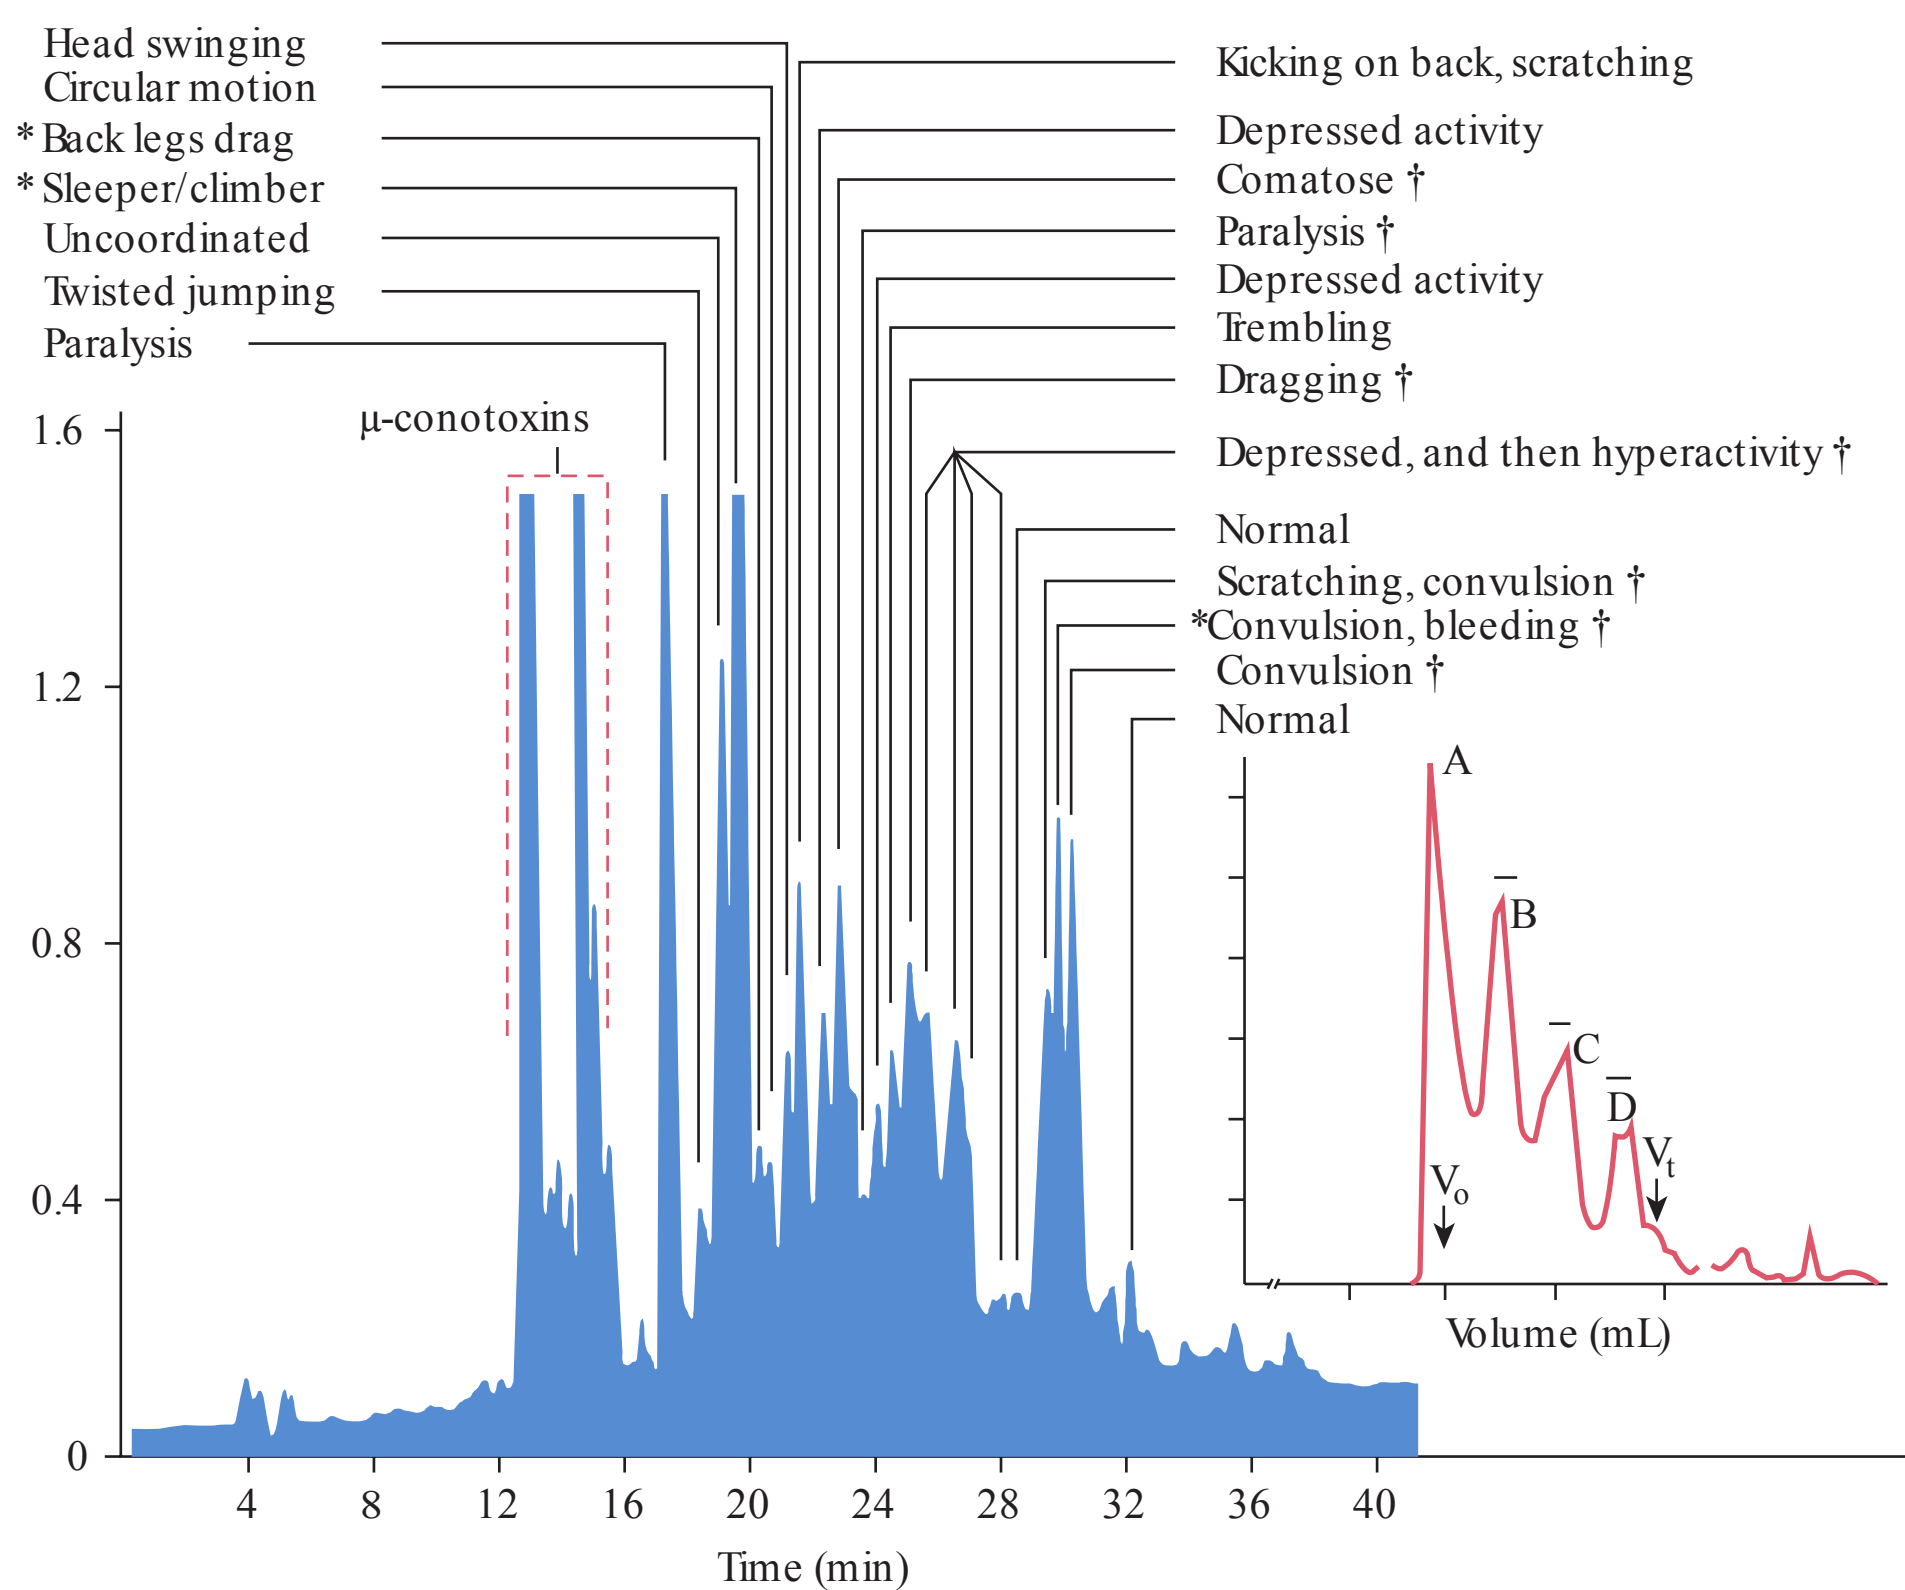 Head swinging
Circular motion
*Back legs drag
*Sleeper/climber
Uncoordinated
Twisted jumping
Paralysis
μ-conotoxins
Kicking on back, scratching
Depressed activity
Comatose †
Paralysis †
Depressed activity
Trembling
Dragging †
Depressed, and then hyperactivity †
Normal
Scratching, convulsion †
*Convulsion, bleeding †
Convulsion †
Normal
1.6
1.2
0.8
0.4
0
4 8 12 16 20 24 28 32 36 40
Time (min)
A
B
C
D
Vo
Vt
Volume (mL)